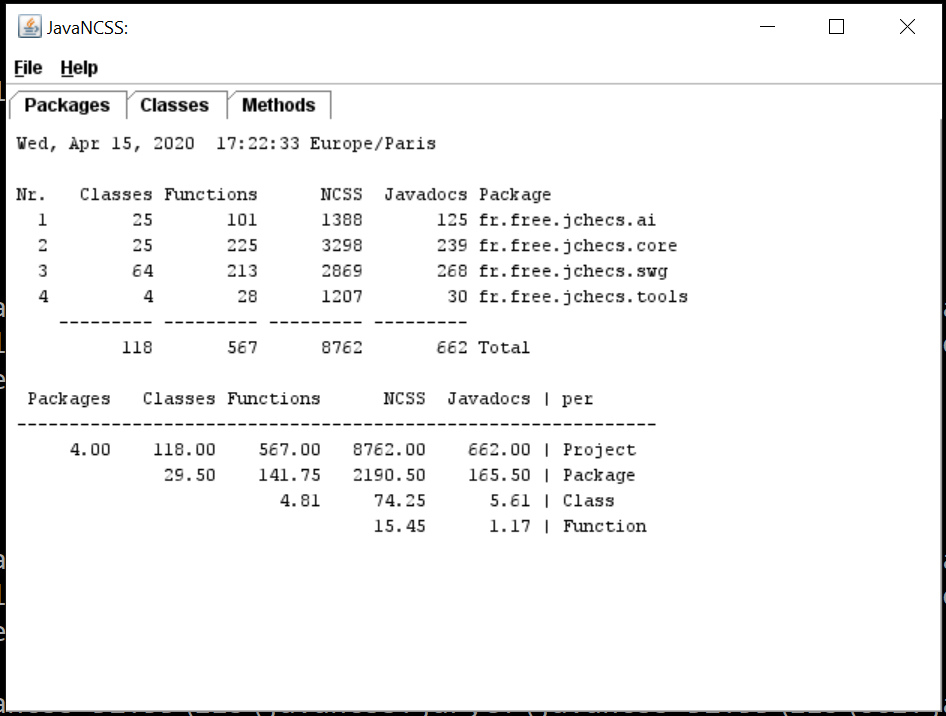 JavaNCSS:
File Help
Packages Classes Methods
Wed, Apr 15, 2020  17:22:33 Europe/Paris
Nr.   Classes Functions      NCSS  Javadocs Package
  1        25       101      1388       125 fr.free.jchecs.ai
  2        25       225      3298       239 fr.free.jchecs.core
  3        64       213      2869       268 fr.free.jchecs.swg
  4         4        28      1207        30 fr.free.jchecs.tools
    --------- --------- --------- ---------
          118       567      8762       662 Total
 Packages   Classes Functions      NCSS  Javadocs | per
-------------------------------------------------------------
     4.00    118.00    567.00   8762.00    662.00 | Project
              29.50    141.75   2190.50    165.50 | Package
                         4.81     74.25      5.61 | Class
                                  15.45      1.17 | Function